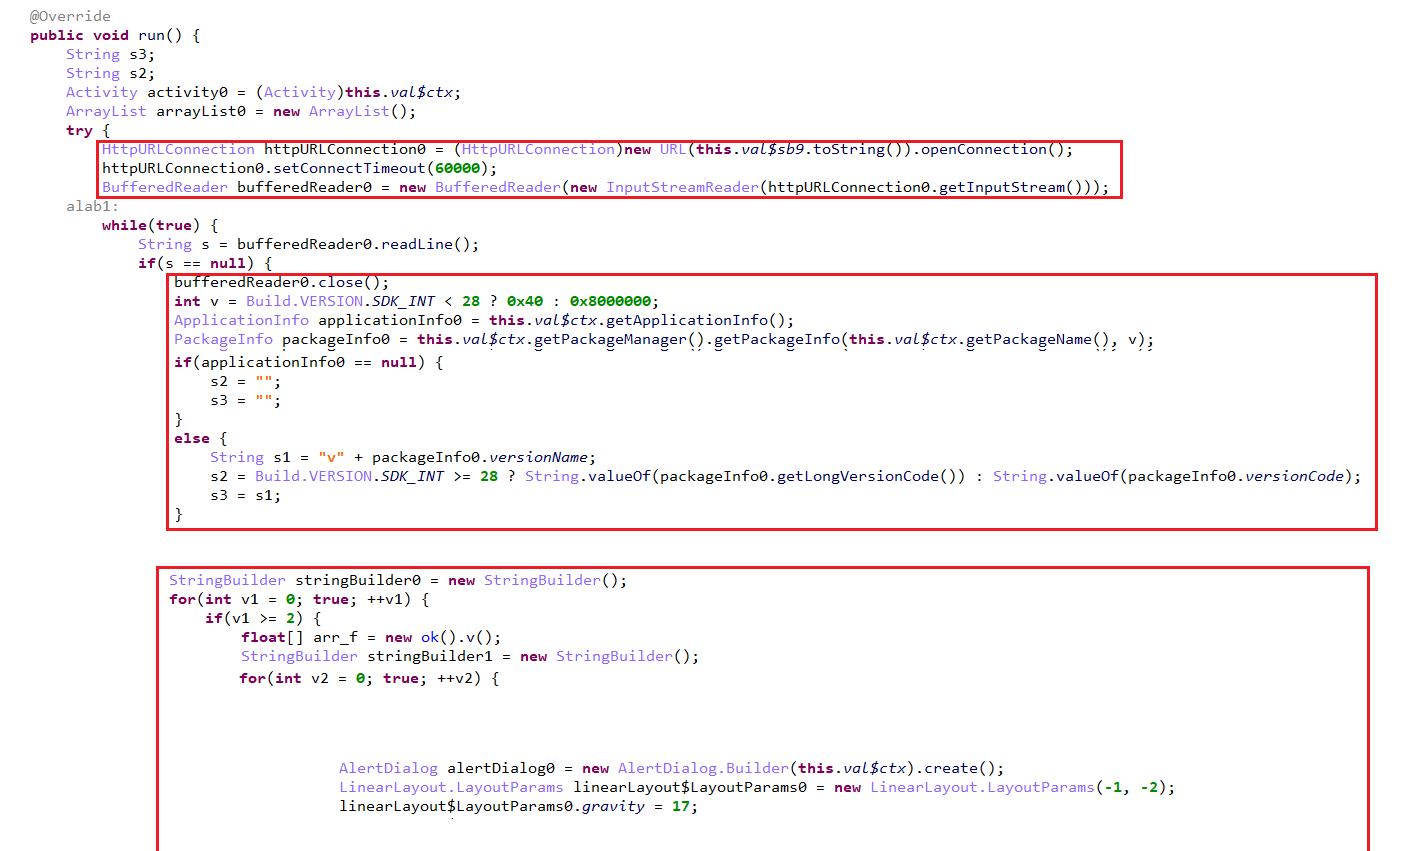 @Override
public void run() {
String s3;
String s2;
Activity activity0 = (Activity)this.val$ctx;
ArrayList arrayList0 = new ArrayList();
try {
HttpURLConnection httpURLConnection0 = (HttpURLConnection)new URL(this.val$sb9.toString()).openConnection();
httpURLConnection0.setConnectTimeout(60000);
BufferedReader bufferedReader0 = new BufferedReader(new InputStreamReader(httpURLConnection0.getInputStream()));
alab1:
while(true) {
String s = bufferedReader0.readLine();
if(s == null) {
bufferedReader0.close();
int v = Build.VERSION.SDK_INT < 28 ? 0x40 : 0x8000000;
ApplicationInfo applicationInfo0 = this.val$ctx.getApplicationInfo();
PackageInfo packageInfo0 = this.val$ctx.getPackageManager().getPackageInfo(this.val$ctx.getPackageName(), v);
if(applicationInfo0 == null) {
s2 = "";
s3 = "";
}
else {
String s1 = "v" + packageInfo0.versionName;
s2 = Build.VERSION.SDK_INT >= 28 ? String.valueOf(packageInfo0.getLongVersionCode()) : String.valueOf(packageInfo0.versionCode);
s3 = s1;
}
StringBuilder stringBuilder0 = new StringBuilder();
for(int v1 = 0; true; ++v1) {
if(v1 >= 2) {
float[] arr_f = new ok().v();
StringBuilder stringBuilder1 = new StringBuilder();
for(int v2 = 0; true; ++v2) {
AlertDialog alertDialog0 = new AlertDialog.Builder(this.val$ctx).create();
LinearLayout.LayoutParams linearLayout$LayoutParams0 = new LinearLayout.LayoutParams(-1, -2);
linearLayout$LayoutParams0.gravity = 17;